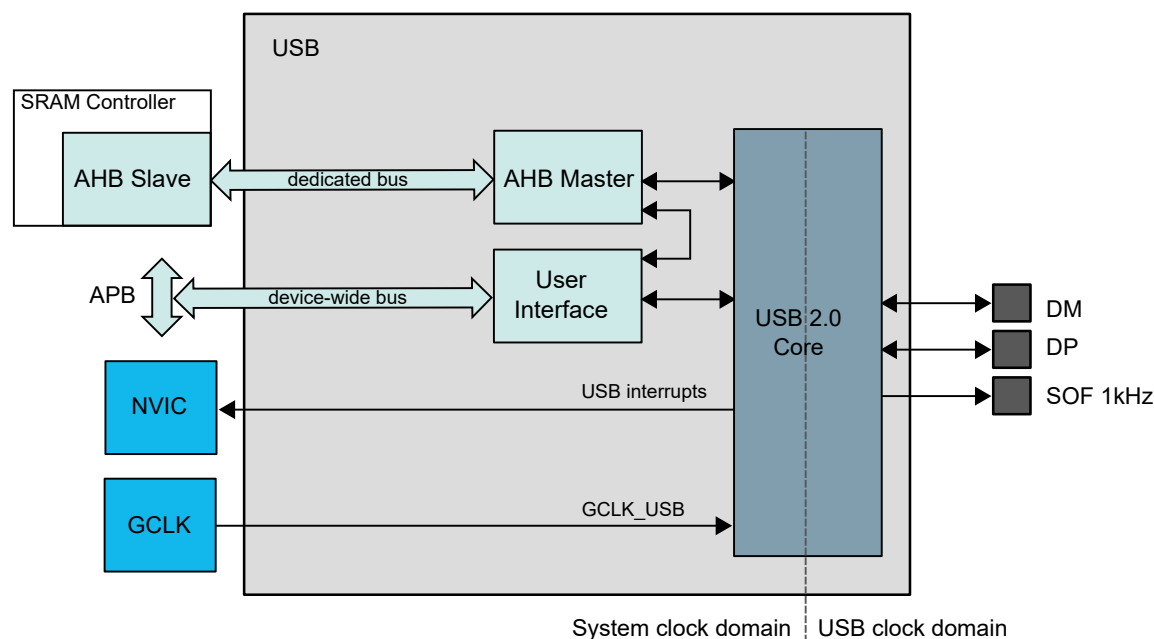 USB
SRAM Controller
AHB Slave
dedicated bus
AHB Master
APB
device-wide bus
User
Interface
USB 2.0
Core
DM
DP
SOF 1kHz
NVIC
USB interrupts
GCLK
GCLK_USB
System clock domain
USB clock domain